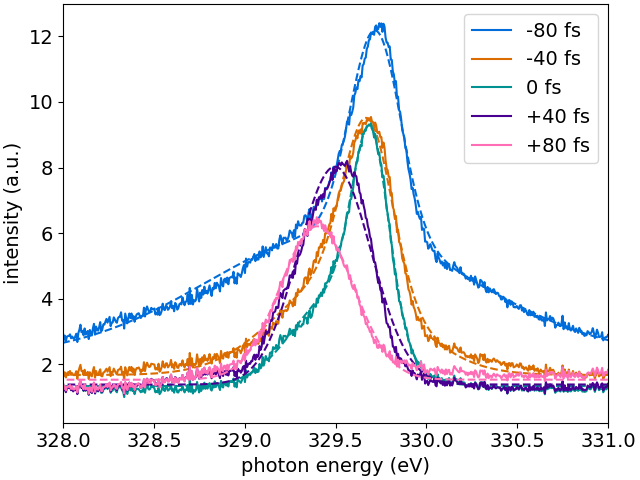 -80 fs
-40 fs
0 fs
+40 fs
+80 fs
12
10
8
6
4
2
intensity (a.u.)
328.0 328.5 329.0 329.5 330.0 330.5 331.0
photon energy (eV)